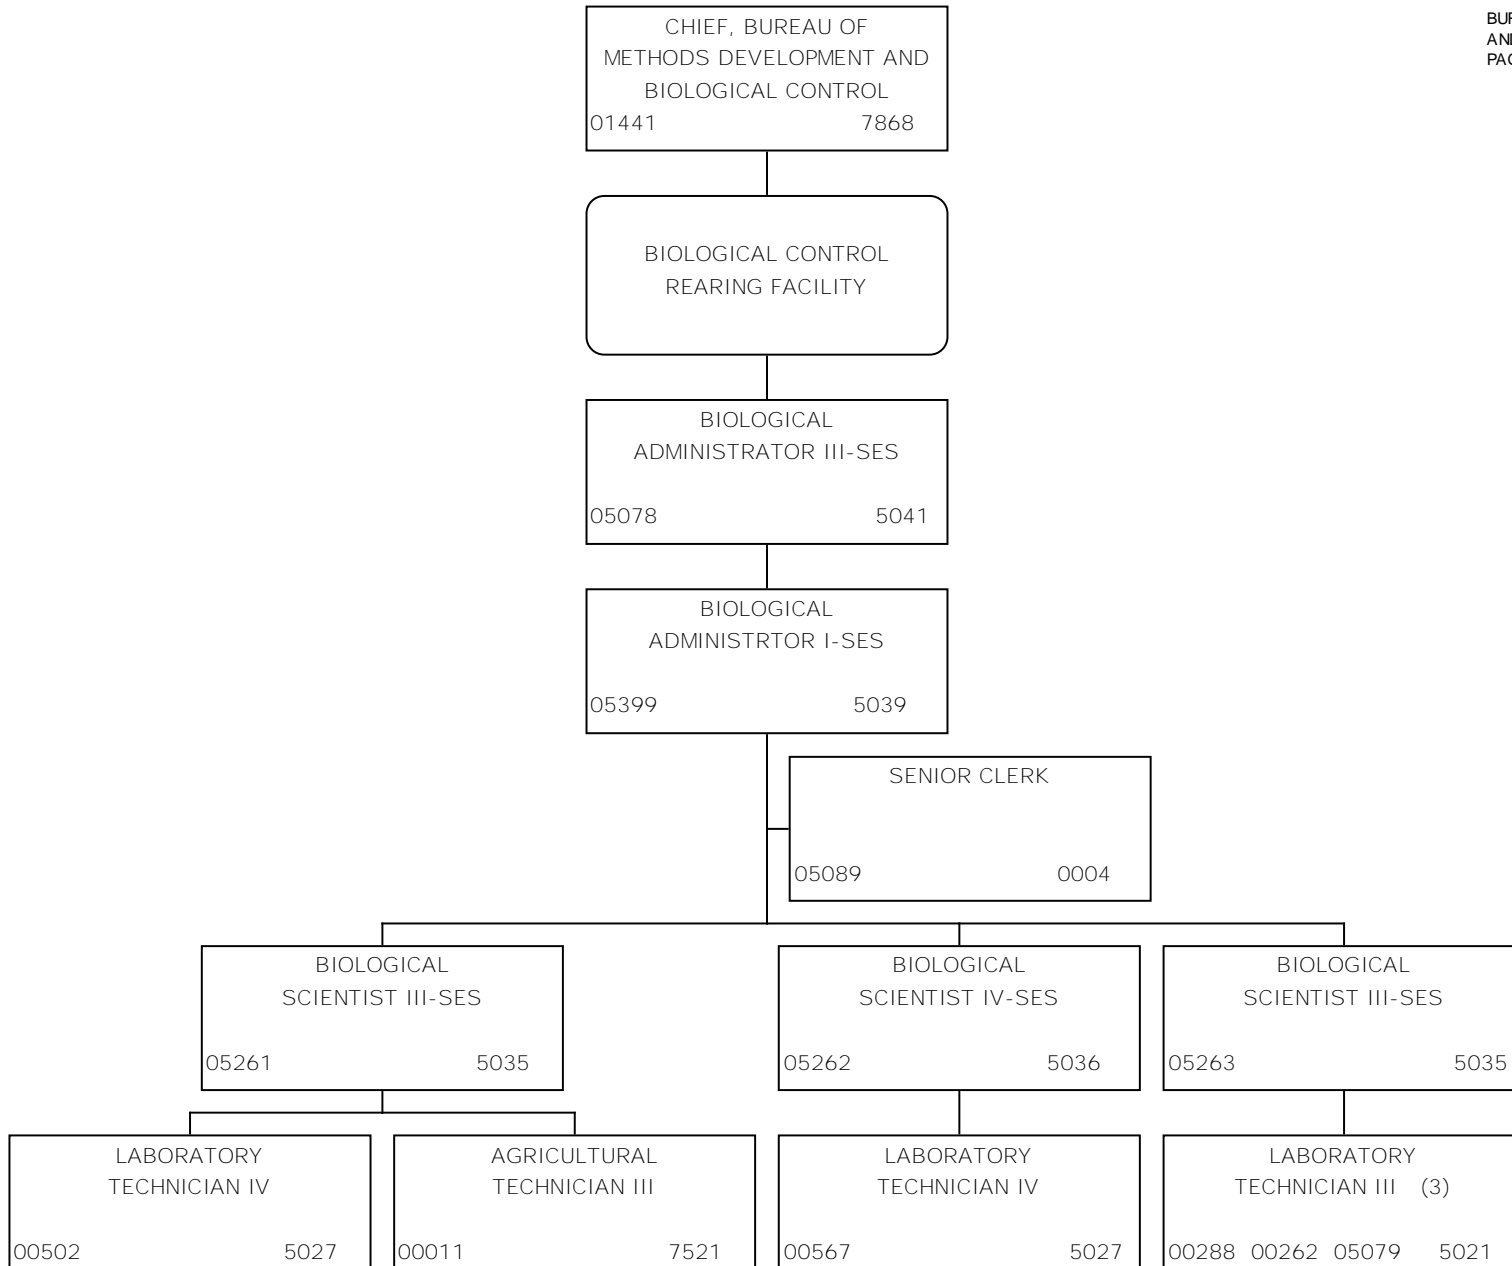 CHIEF, BUREAU OF
METHODS DEVELOPMENT AND
BIOLOGICAL CONTROL
01441 7868
BIOLOGICAL CONTROL
REARING FACILITY
BIOLOGICAL
ADMINISTRATOR III-SES
05078 5041
BIOLOGICAL
ADMINISTRTOR I-SES
05399 5039
SENIOR CLERK
05089 0004
BIOLOGICAL
SCIENTIST III-SES
05261 5035
BIOLOGICAL
SCIENTIST IV-SES
05262 5036
BIOLOGICAL
SCIENTIST III-SES
05263 5035
LABORATORY
TECHNICIAN IV
00502 5027
AGRICULTURAL
TECHNICIAN III
00011 7521
LABORATORY
TECHNICIAN IV
00567 5027
LABORATORY
TECHNICIAN III (3)
00288 00262 05079 5021